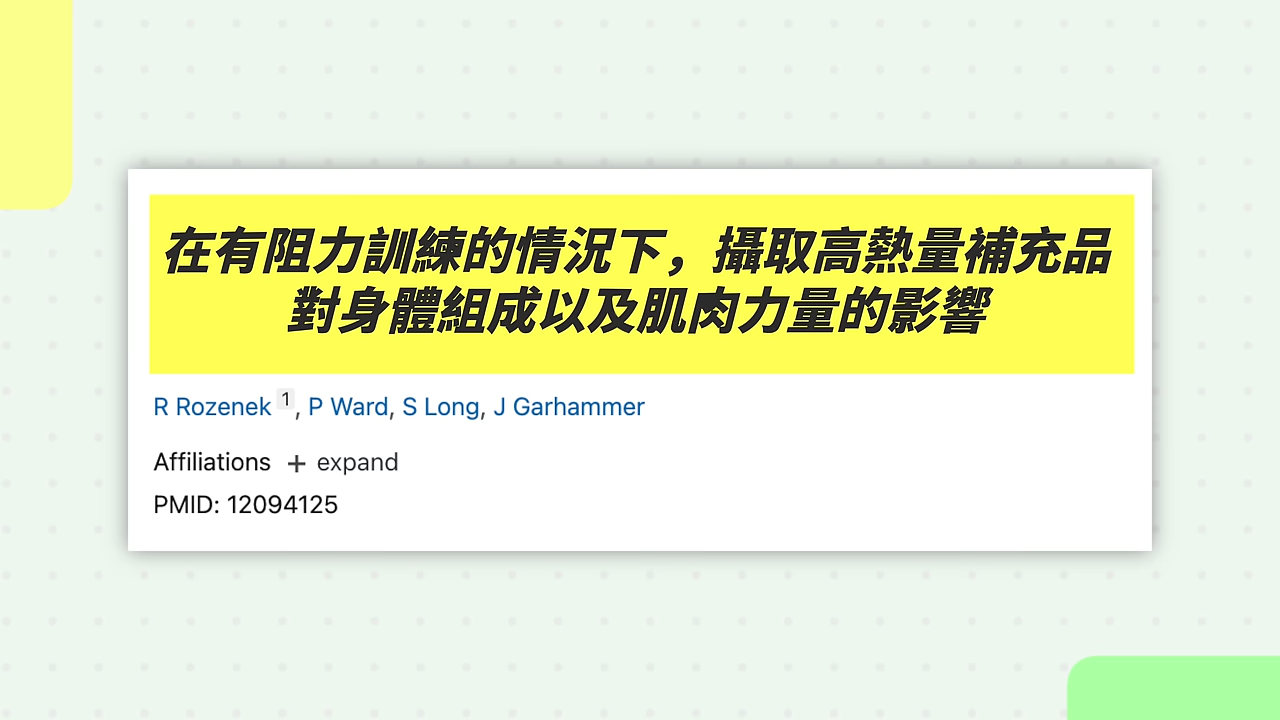 在有阻力訓練的情況下，攝取高熱量補充品
對身體組成以及肌肉力量的影響
R Rozenek 1, P Ward, S Long, J Garhammer
Affiliations + expand
PMID: 12094125